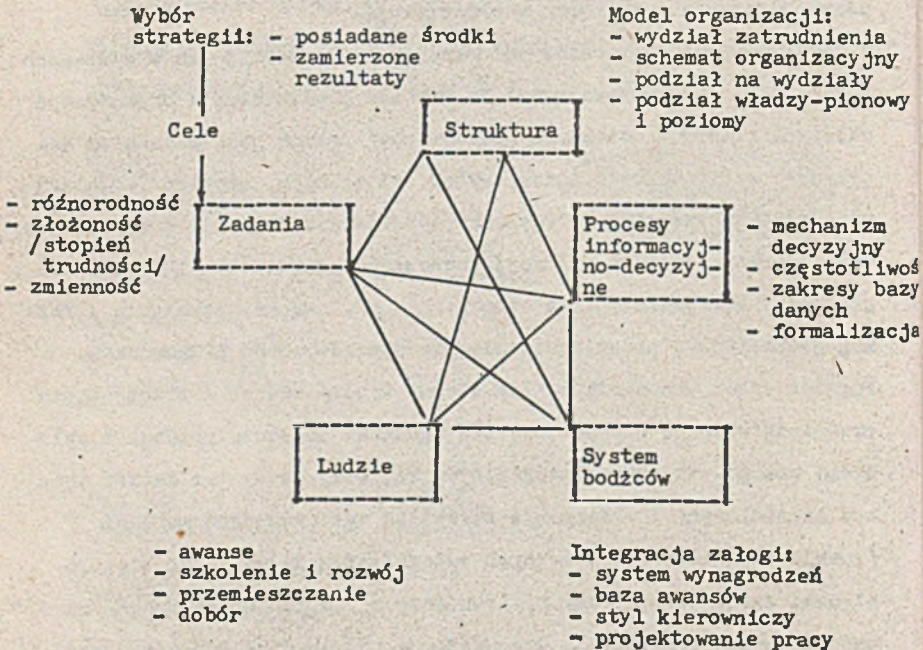 Wybór
strategii: - posiadane środki
- zamierzone
rezultaty
Model organizacji:
- wydział zatrudnienia
- schemat organizacyjny
- podział na wydziały
- podział władzy-pionowy
i poziomy
Cele
Struktura
- różnorodność
- złożoność
/stopień
trudności/
- zmienność
Zadania
Procesy
informacyj-
no-decyzyj-
ne
- mechanizm
decyzyjny
- częstotliwoś
- zakresy bazy
danych
- formalizacja
Ludzie
System
bodźców
- awanse
- szkolenie i rozwój
- przemieszczanie
- dobór
Integracja załogi:
- system wynagrodzeń
- baza awansów
- styl kierowniczy
- projektowanie pracy